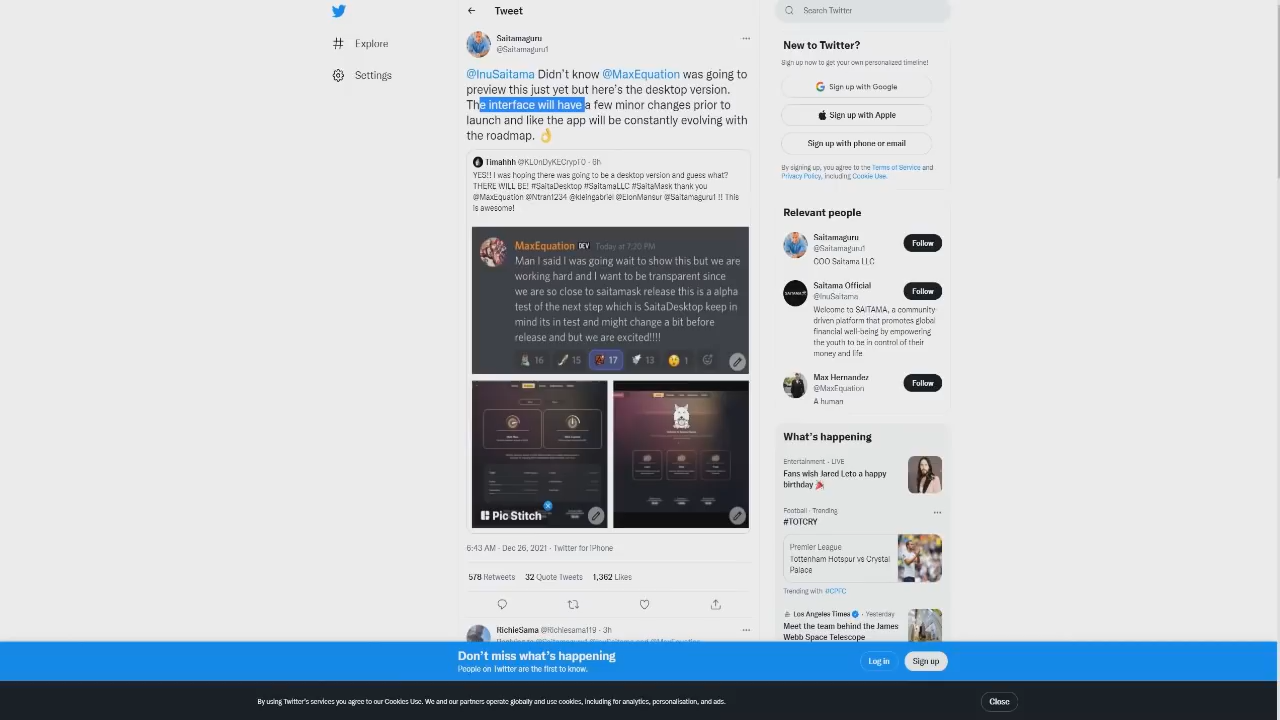 Tweet
Search Twitter
Explore
Settings
Saitamaguru
@Saitamaguru1
@InuSaitama Didn't know @MaxEquation was going to
preview this just yet but here's the desktop version.
The interface will have a few minor changes prior to
launch and like the app will be constantly evolving with
the roadmap. 👌
Timahhh @KL0nDyKECrypT0 · 6h
YES!! I was hoping there was going to be a desktop version and guess what?
THERE WILL BE! #SaitaDesktop #SaitamaLLC #SaitaMask thank you
@MaxEquation @Ntran1234 @kleingabriel @ElonMansur @Saitamaguru1 !! This
is awesome!
MaxEquation DEV Today at 7:20 PM
Man I said I was going wait to show this but we are
working hard and I want to be transparent since
we are so close to saitamask release this is a alpha
test of the next step which is SaitaDesktop keep in
mind its in test and might change a bit before
release and but we are excited!!!!
16 15 17 13 1
Pic Stitch
6:43 AM · Dec 26, 2021 · Twitter for iPhone
578 Retweets 32 Quote Tweets 1,362 Likes
RichieSama @Richiesama119 · 3h
New to Twitter?
Sign up now to get your own personalized timeline!
Sign up with Google
Sign up with Apple
Sign up with phone or email
By signing up, you agree to the Terms of Service and
Privacy Policy, including Cookie Use.
Relevant people
Saitamaguru
@Saitamaguru1
Follow
COO Saitama LLC
Saitama Official
@InuSaitama
Follow
Welcome to SAITAMA, a community-
driven platform that promotes global
financial well-being by empowering
the youth to be in control of their
money and life
Max Hernandez
@MaxEquation
Follow
A human
What's happening
Entertainment · LIVE
Fans wish Jared Leto a happy
birthday 🎉
Football · Trending
#TOTCRY
Premier League
Tottenham Hotspur vs Crystal
Palace
Trending with #CPFC
Los Angeles Times · Yesterday
Meet the team behind the James
Webb Space Telescope
Don't miss what's happening
People on Twitter are the first to know.
Log in
Sign up
By using Twitter's services you agree to our Cookies Use. We and our partners operate globally and use cookies, including for analytics, personalisation, and ads.
Close